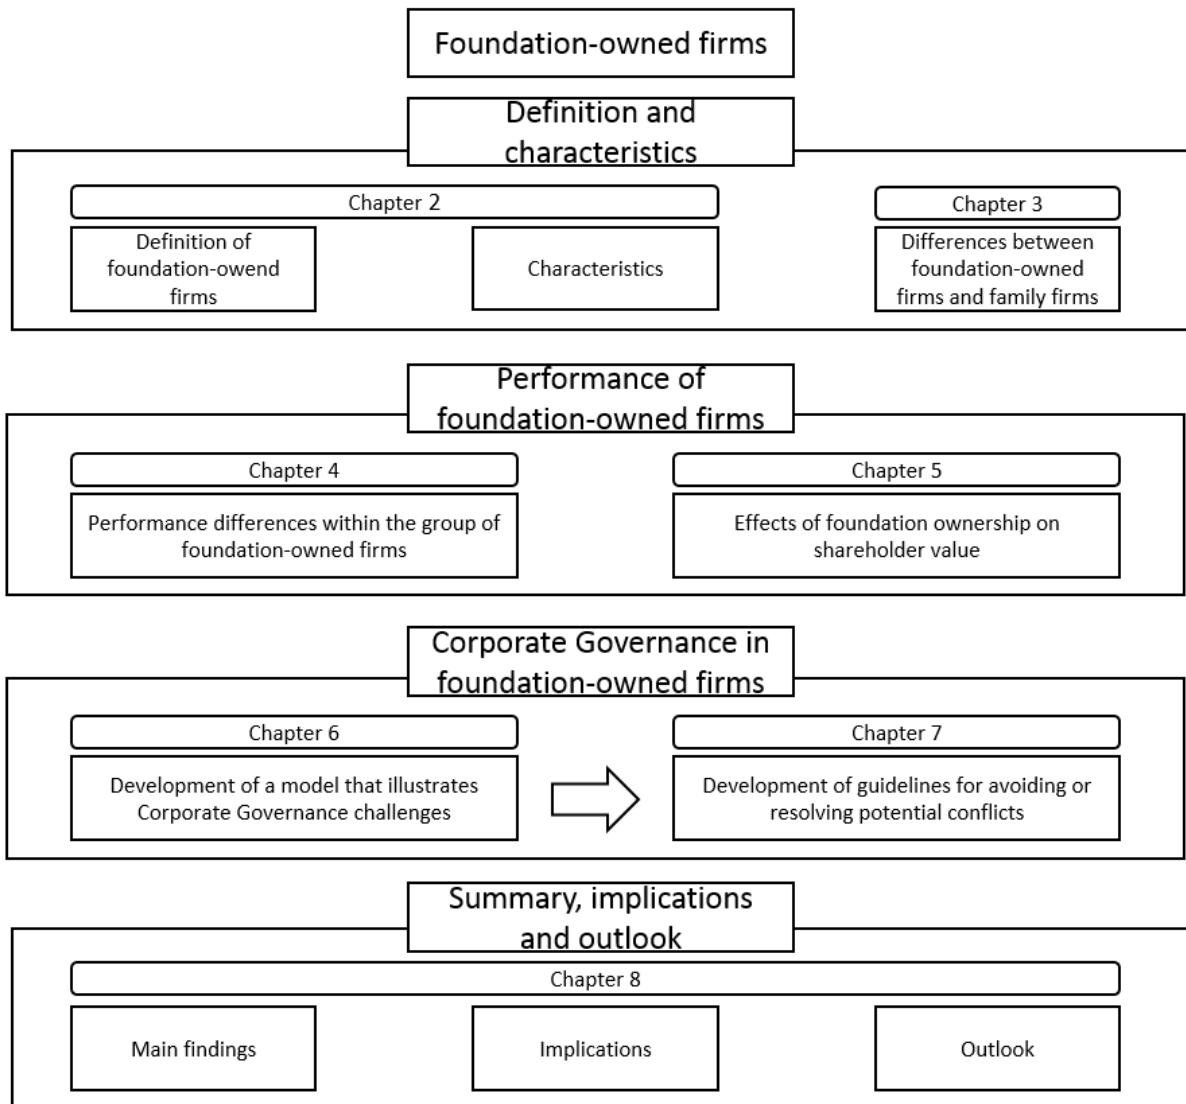 Foundation-owned firms
Definition and
characteristics
Chapter 2
Definition of
foundation-owend
firms
Characteristics
Chapter 3
Differences between
foundation-owned
firms and family firms
Performance of
foundation-owned firms
Chapter 4
Performance differences within the group of
foundation-owned firms
Chapter 5
Effects of foundation ownership on
shareholder value
Corporate Governance in
foundation-owned firms
Chapter 6
Development of a model that illustrates
Corporate Governance challenges
Chapter 7
Development of guidelines for avoiding or
resolving potential conflicts
Summary, implications
and outlook
Chapter 8
Main findings
Implications
Outlook